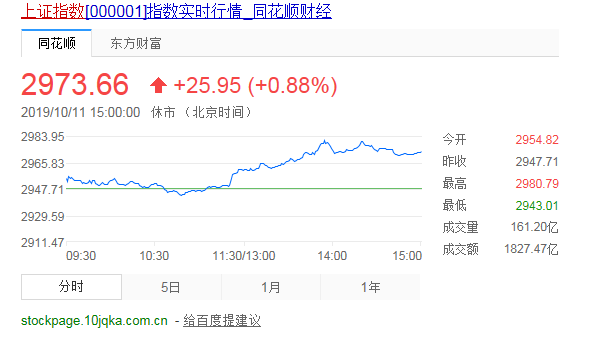 上证指数[000001]指数实时行情_同花顺财经
同花顺 东方财富
2973.66 +25.95 (+0.88%)
2019/10/11 15:00:00 休市 （北京时间）
2983.95
2965.83
2947.71
2929.59
2911.47
09:30 10:30 11:30/13:00 14:00 15:00
今开 2954.82
昨收 2947.71
最高 2980.79
最低 2943.01
成交量 161.20亿
成交额 1827.47亿
分时 5日 1月 1年
stockpage.10jqka.com.cn - 给百度提建议